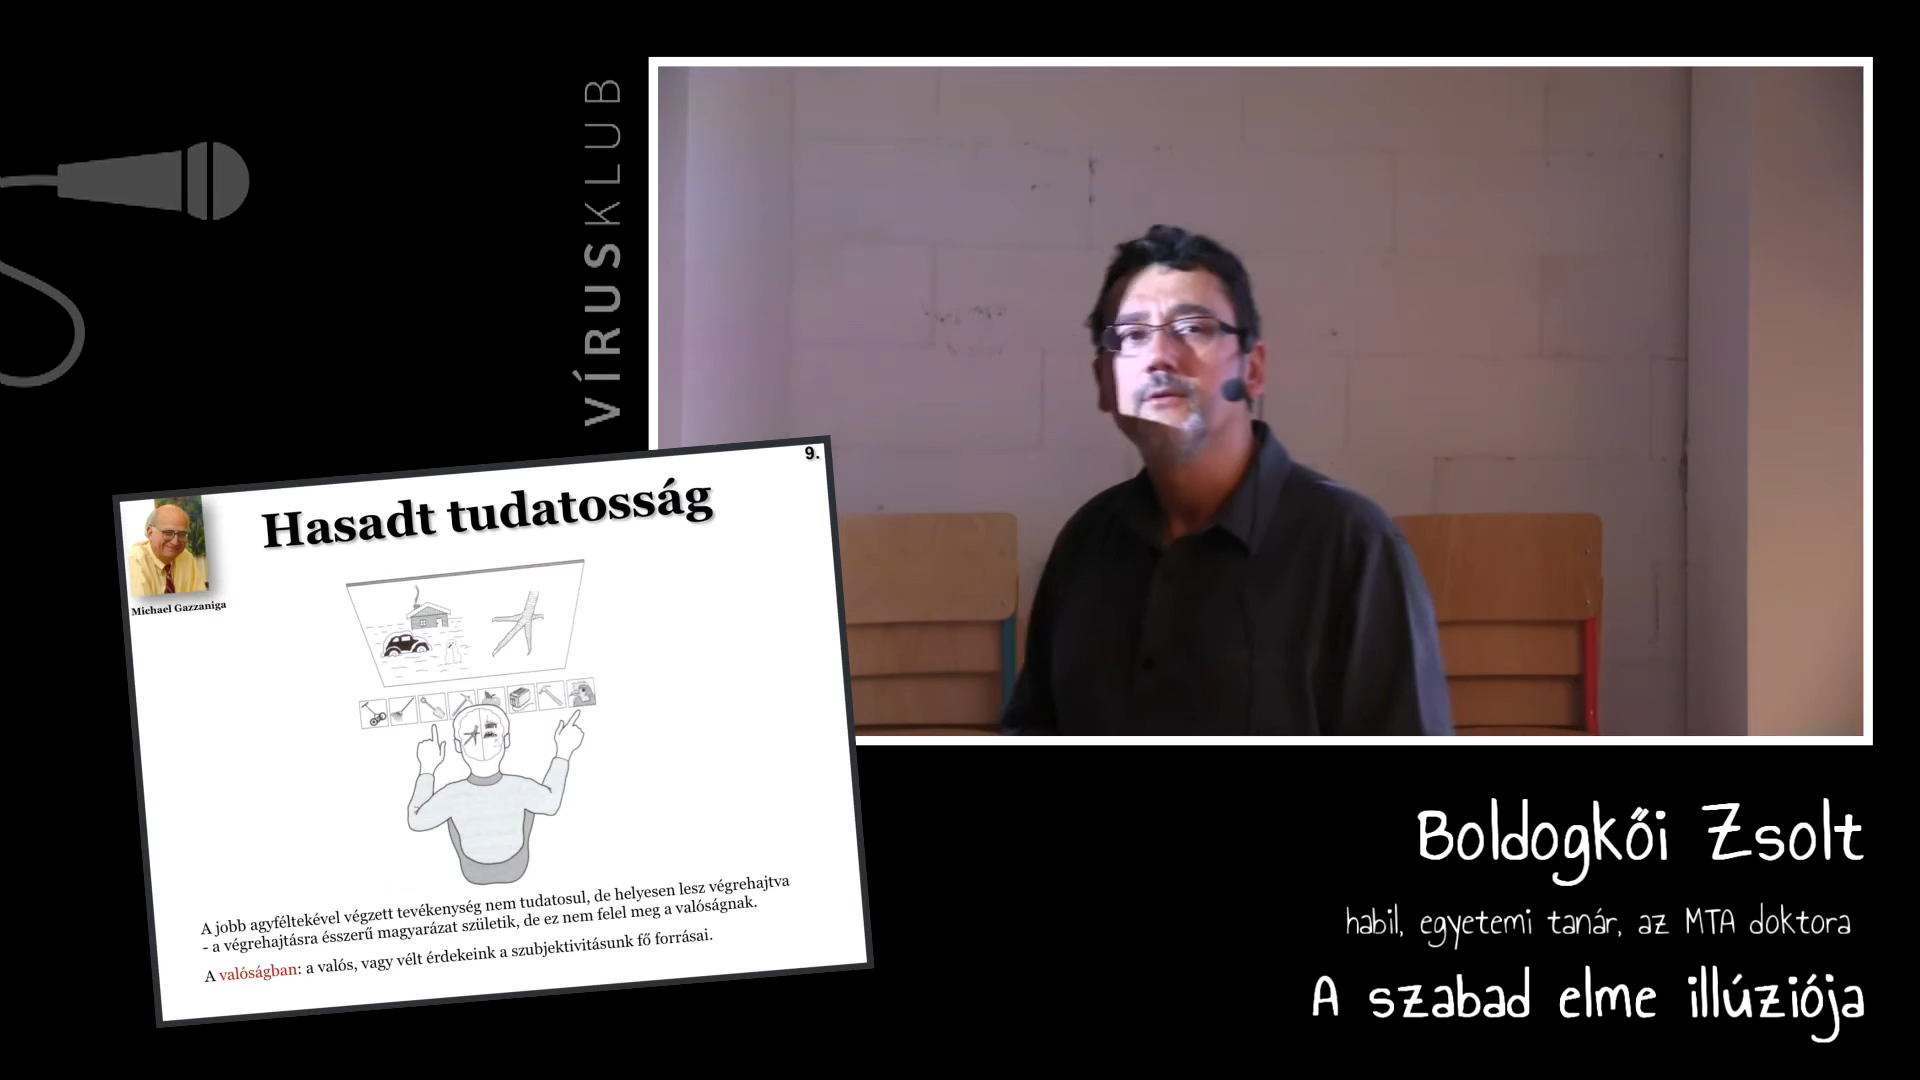 VÍRUSKLUB
9.
Hasadt tudatosság
Michael Gazzaniga
A jobb agyféltekével végzett tevékenység nem tudatosul, de helyesen lesz végrehajtva
- a végrehajtásra ésszerű magyarázat születik, de ez nem felel meg a valóságnak.
A valóságban: a valós, vagy vélt érdekeink a szubjektivitásunk fő forrásai.
Boldogkői Zsolt
habil, egyetemi tanár, az MTA doktora
A szabad elme illúziója